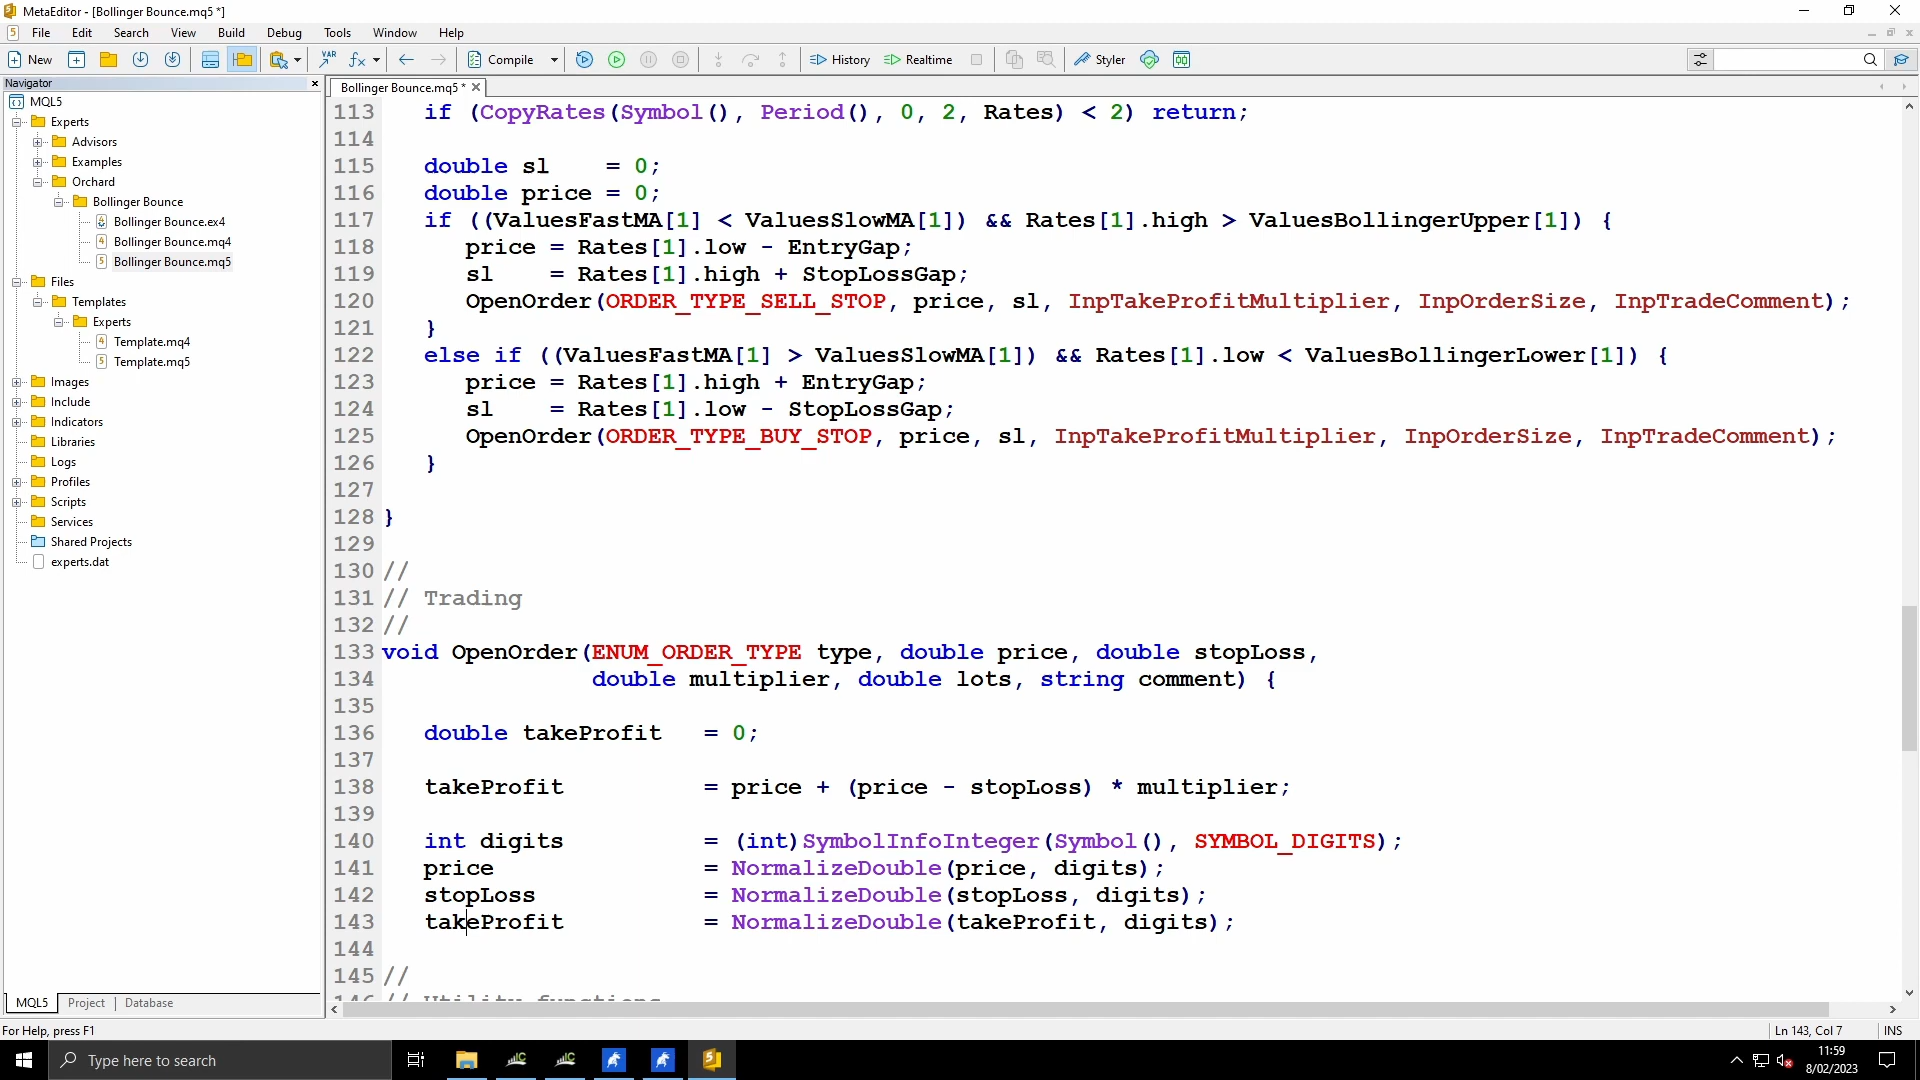 MetaEditor - [Bollinger Bounce.mq5 *]
File Edit Search View Build Debug Tools Window Help
New Compile History Realtime Styler
Navigator
MQL5
Experts
Advisors
Examples
Orchard
Bollinger Bounce
Bollinger Bounce.ex4
Bollinger Bounce.mq4
Bollinger Bounce.mq5
Files
Templates
Experts
Template.mq4
Template.mq5
Images
Include
Indicators
Libraries
Logs
Profiles
Scripts
Services
Shared Projects
experts.dat
MQL5 Project Database
Bollinger Bounce.mq5 *
113 if (CopyRates(Symbol(), Period(), 0, 2, Rates) < 2) return;
114
115 double sl = 0;
116 double price = 0;
117 if ((ValuesFastMA[1] < ValuesSlowMA[1]) && Rates[1].high > ValuesBollingerUpper[1]) {
118 price = Rates[1].low - EntryGap;
119 sl = Rates[1].high + StopLossGap;
120 OpenOrder(ORDER_TYPE_SELL_STOP, price, sl, InpTakeProfitMultiplier, InpOrderSize, InpTradeComment);
121 }
122 else if ((ValuesFastMA[1] > ValuesSlowMA[1]) && Rates[1].low < ValuesBollingerLower[1]) {
123 price = Rates[1].high + EntryGap;
124 sl = Rates[1].low - StopLossGap;
125 OpenOrder(ORDER_TYPE_BUY_STOP, price, sl, InpTakeProfitMultiplier, InpOrderSize, InpTradeComment);
126 }
127
128 }
129
130 //
131 // Trading
132 //
133 void OpenOrder(ENUM_ORDER_TYPE type, double price, double stopLoss,
134 double multiplier, double lots, string comment) {
135
136 double takeProfit = 0;
137
138 takeProfit = price + (price - stopLoss) * multiplier;
139
140 int digits = (int)SymbolInfoInteger(Symbol(), SYMBOL_DIGITS);
141 price = NormalizeDouble(price, digits);
142 stopLoss = NormalizeDouble(stopLoss, digits);
143 takeProfit = NormalizeDouble(takeProfit, digits);
144
145 //
146 // Utility functions
For Help, press F1
Ln 143, Col 7 INS
Type here to search
11:59
8/02/2023